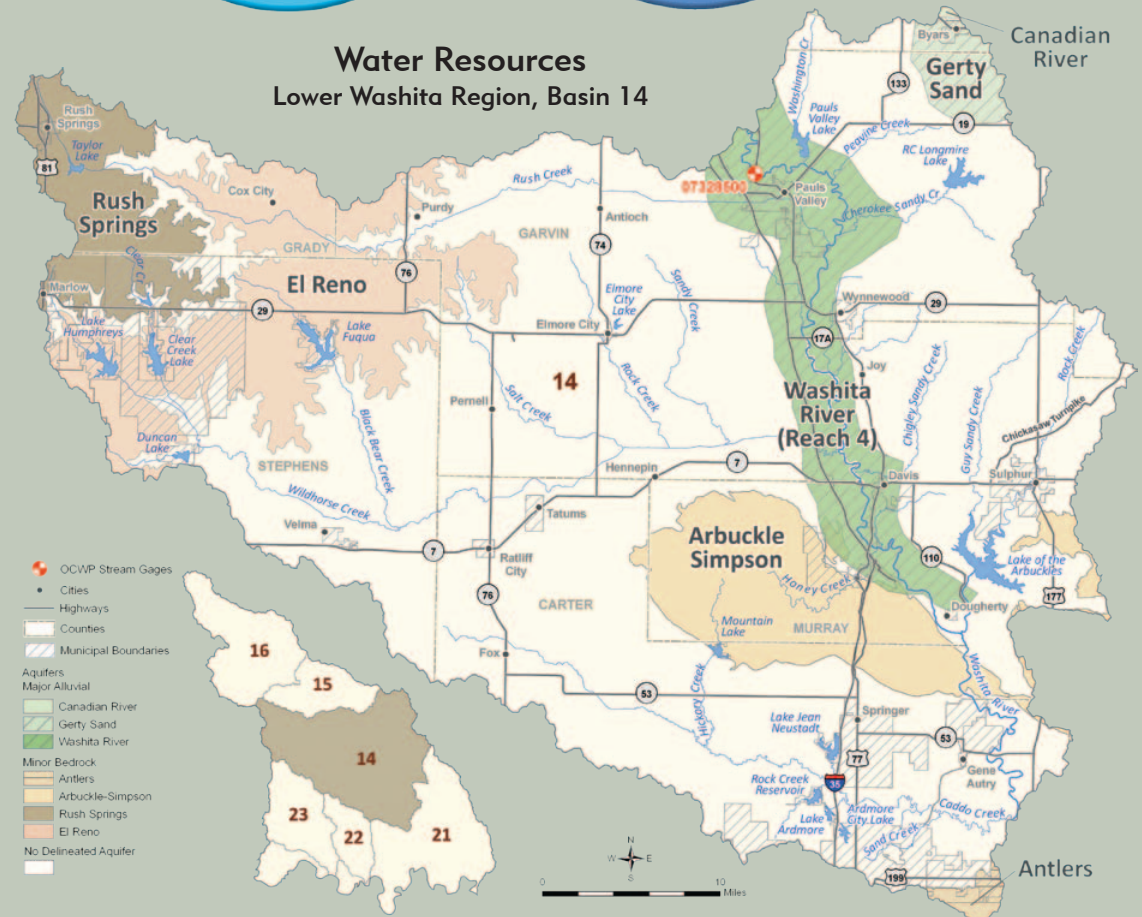 Water Resources
Lower Washita Region, Basin 14
Canadian
River
Byars
Gerty
Sand
133
19
Washington Cr
Pauls
Valley
Lake
Peavine Creek
RC Longmire
Lake
07328500
Pauls
Valley
Cherokee Sandy Cr
Rush
Springs
Taylor
Lake
81
Rush
Springs
Cox City
Purdy
Rush Creek
Antioch
GRADY
GARVIN
74
76
El Reno
Clear Cr
Marlow
29
Lake
Humphreys
Clear
Creek
Lake
Lake
Fuqua
Elmore
City
Lake
Sandy Creek
Elmore City
Wynnewood
29
17A
Joy
Rock Creek
14
Rock Creek
Salt Creek
Pernell
Black Bear Creek
Washita
River
(Reach 4)
Chigley Sandy Creek
Guy Sandy Creek
Chickasaw Turnpike
Duncan
Lake
STEPHENS
Wildhorse Creek
Hennepin
7
Davis
Sulphur
Velma
Tatums
7
Ratliff
City
Arbuckle
Simpson
110
Lake of the
Arbuckles
177
Haney Creek
Dougherty
76
CARTER
Mountain
Lake
MURRAY
Fox
Washita River
53
Hickory Creek
Springer
Lake Jean
Neustadt
53
77
Gene
Autry
35
Rock Creek
Reservoir
Ardmore
City Lake
Caddo Creek
Lake
Ardmore
Sand Creek
199
Antlers
OCWP Stream Gages
Cities
Highways
Counties
Municipal Boundaries
Aquifers
Major Alluvial
Canadian River
Gerty Sand
Washita River
Minor Bedrock
Antlers
Arbuckle-Simpson
Rush Springs
El Reno
No Delineated Aquifer
16
15
14
23
22
21
N
W E
S
0 10
Miles